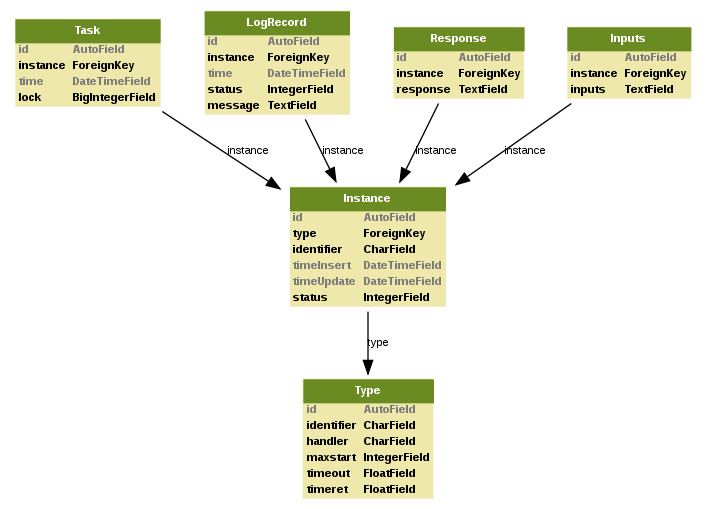 Task
id AutoField
instance ForeignKey
time DateTimeField
lock BigIntegerField
LogRecord
id AutoField
instance ForeignKey
time DateTimeField
status IntegerField
message TextField
Response
id AutoField
instance ForeignKey
response TextField
Inputs
id AutoField
instance ForeignKey
inputs TextField
instance
instance
instance
instance
Instance
id AutoField
type ForeignKey
identifier CharField
timeInsert DateTimeField
timeUpdate DateTimeField
status IntegerField
type
Type
id AutoField
identifier CharField
handler CharField
maxstart IntegerField
timeout FloatField
timeret FloatField